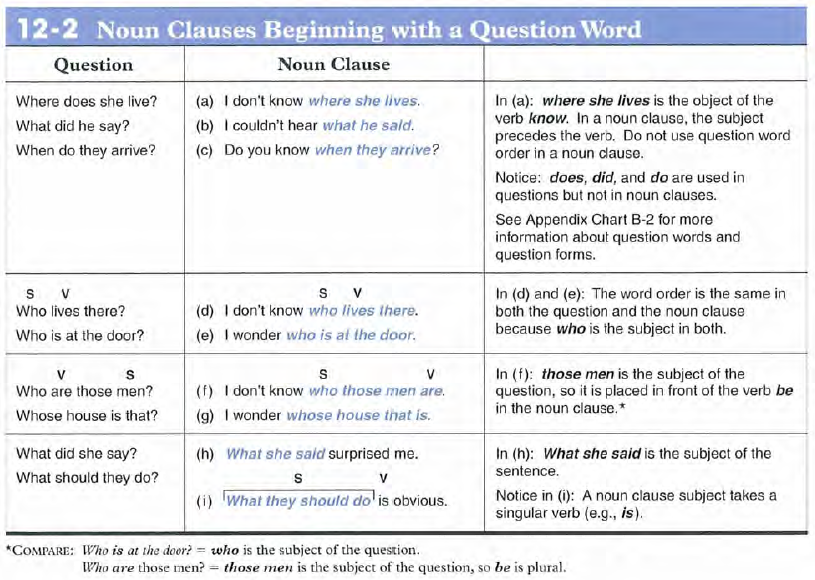 12-2 Noun Clauses Beginning with a Question Word
Question
Noun Clause
Where does she live?
What did he say?
When do they arrive?
(a) I don't know where she lives.
(b) I couldn't hear what he said.
(c) Do you know when they arrive?
In (a): where she lives is the object of the
verb know. In a noun clause, the subject
precedes the verb. Do not use question word
order in a noun clause.
Notice: does, did, and do are used in
questions but not in noun clauses.
See Appendix Chart B-2 for more
information about question words and
question forms.
S V
Who lives there?
Who is at the door?
S V
(d) I don't know who lives there.
(e) I wonder who is at the door.
In (d) and (e): The word order is the same in
both the question and the noun clause
because who is the subject in both.
V S
Who are those men?
Whose house is that?
S V
(f) I don't know who those men are.
(g) I wonder whose house that is.
In (f): those men is the subject of the
question, so it is placed in front of the verb be
in the noun clause.*
What did she say?
What should they do?
(h) What she said surprised me.
S V
(i) What they should do is obvious.
In (h): What she said is the subject of the
sentence.
Notice in (i): A noun clause subject takes a
singular verb (e.g., is).
*COMPARE: Who is at the door? = who is the subject of the question.
Who are those men? = those men is the subject of the question, so be is plural.